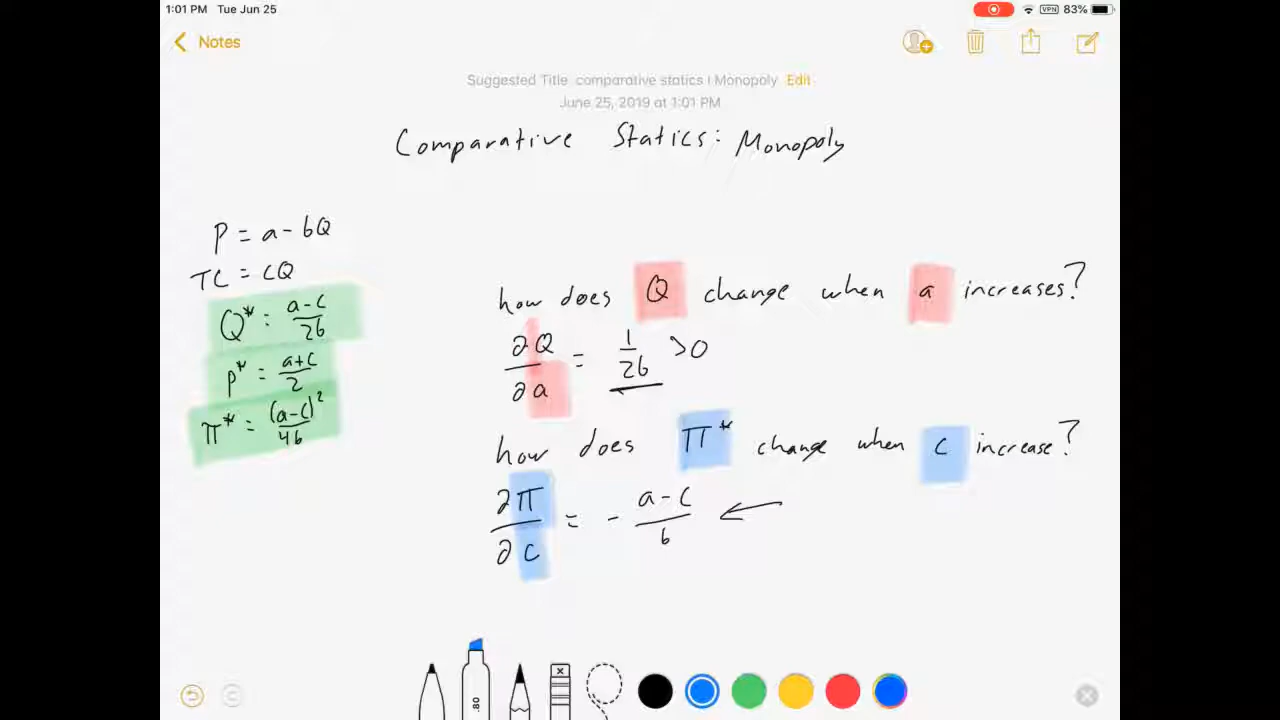 1:01 PM Tue Jun 25 VPN 83%
Notes
Suggested Title: comparative statics i Monopoly Edit
June 25, 2019 at 1:01 PM
Comparative Statics: Monopoly
P = a - bQ
TC = cQ
Q* = (a-c)/2b
P* = (a+c)/2
π* = (a-c)²/4b
how does Q change when a increases?
∂Q/∂a = 1/2b >0
how does π* change when c increase?
∂π/∂c = - (a-c)/b ←
.80